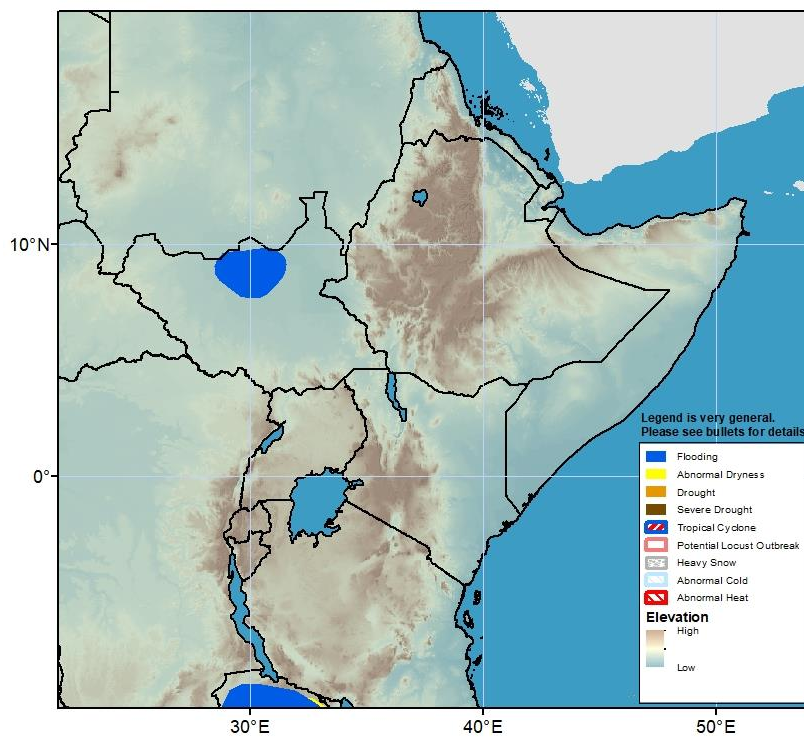 10°N
0°
30°E
40°E
50°E
Legend is very general.
Please see bullets for details
Flooding
Abnormal Dryness
Drought
Severe Drought
Tropical Cyclone
Potential Locust Outbreak
Heavy Snow
Abnormal Cold
Abnormal Heat
Elevation
High
Low